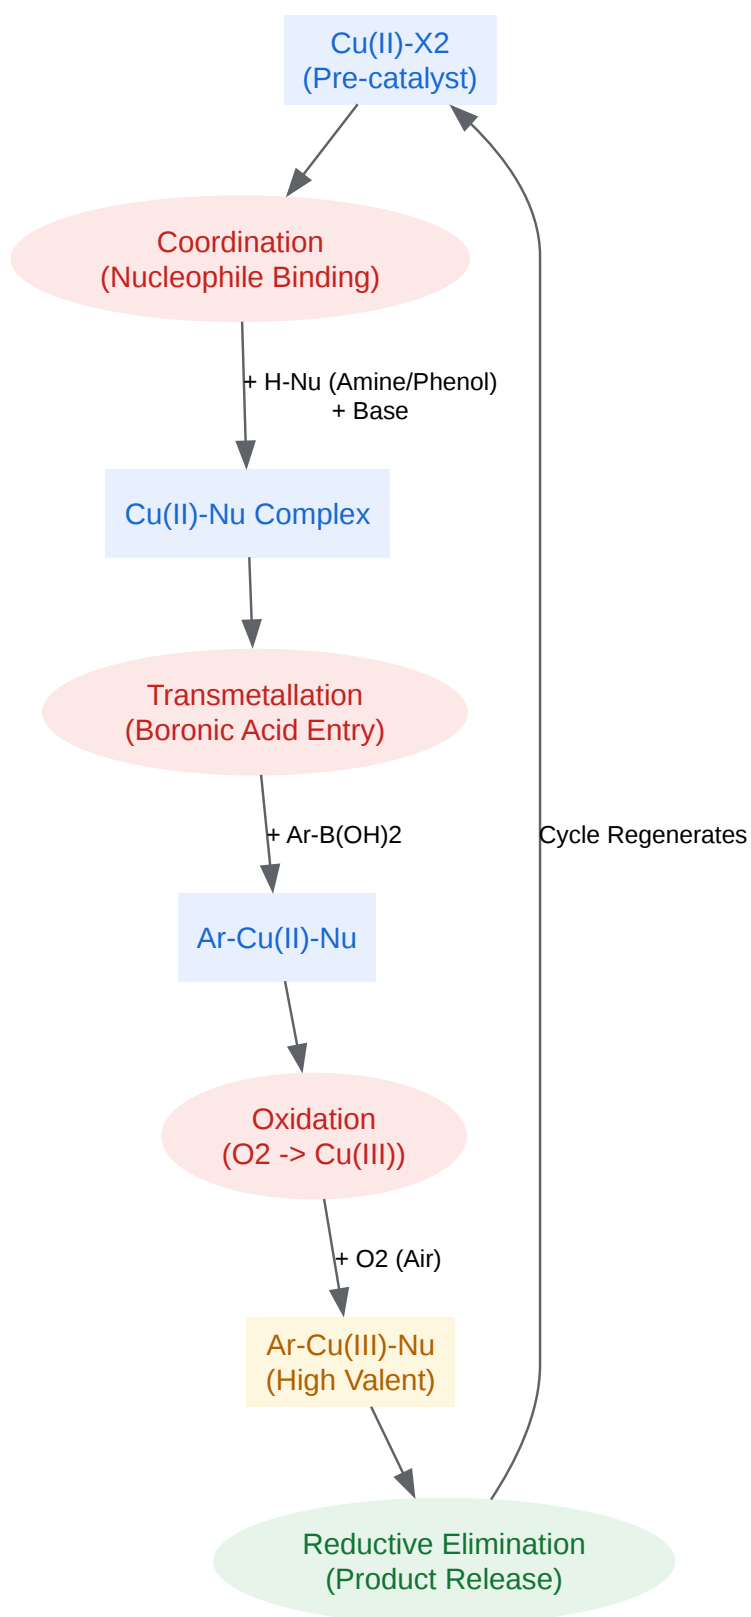 Cu(II)-X2
(Pre-catalyst)
Coordination
(Nucleophile Binding)
+ H-Nu (Amine/Phenol)
+ Base
Cu(II)-Nu Complex
Transmetallation
(Boronic Acid Entry)
+ Ar-B(OH)2
Cycle Regenerates
Ar-Cu(II)-Nu
Oxidation
(O2 -> Cu(III))
+ O2 (Air)
Ar-Cu(III)-Nu
(High Valent)
Reductive Elimination
(Product Release)